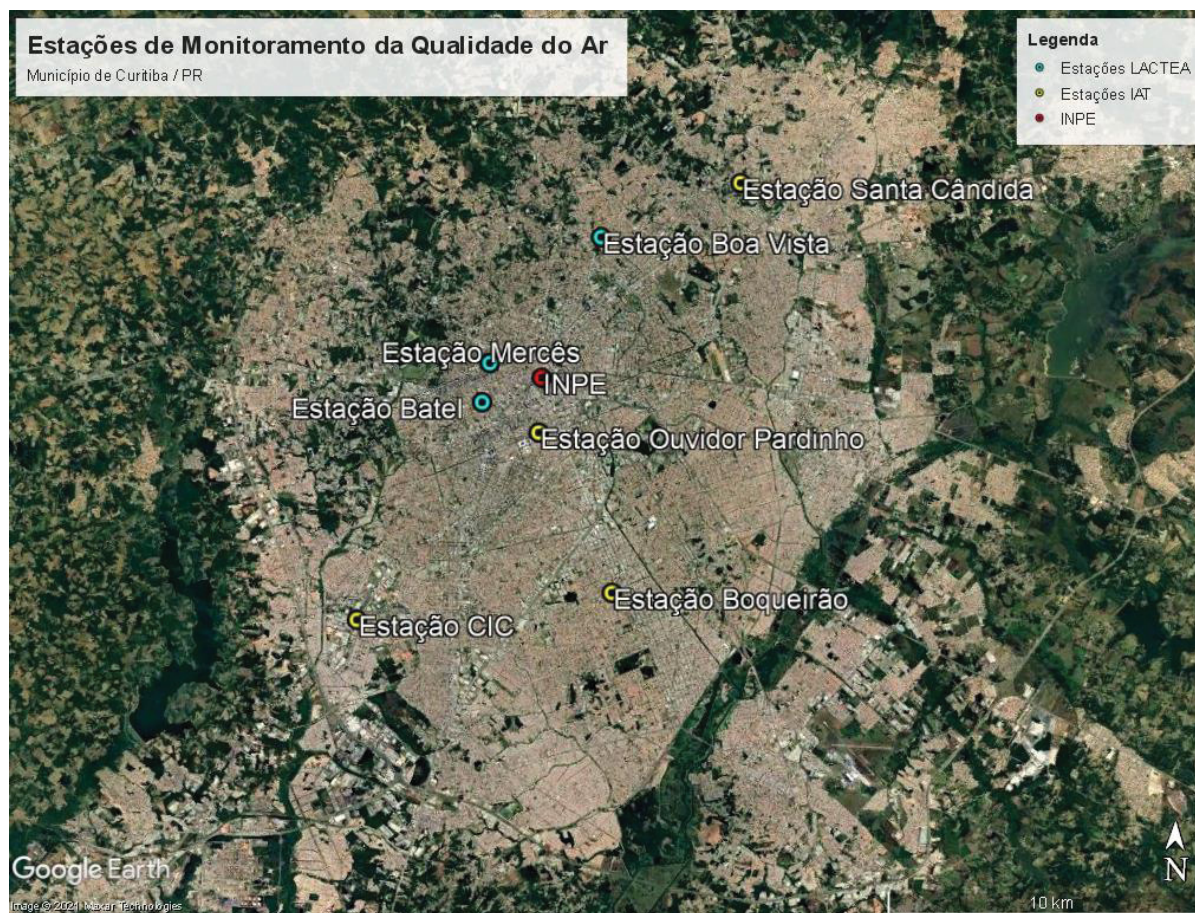 Estações de Monitoramento da Qualidade do Ar
Município de Curitiba / PR
Legenda
Estações LACTEA
Estações IAT
INPE
Estação Santa Cândida
Estação Boa Vista
Estação Mercês
INPE
Estação Batel
Estação Ouvidor Pardinho
Estação Boqueirão
Estação CIC
N
Google Earth
Image © 2021 Maxar Technologies
10 km